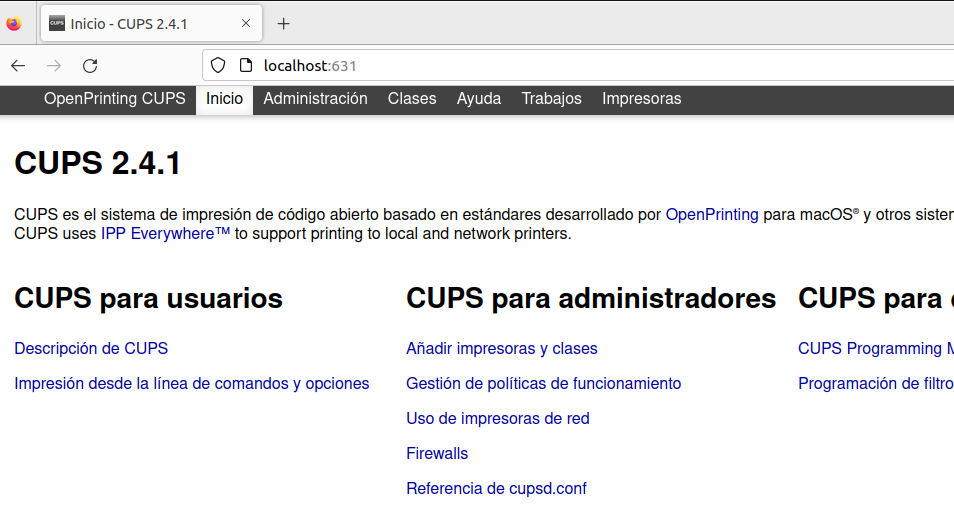 CUPS Inicio - CUPS 2.4.1
localhost:631
OpenPrinting CUPS Inicio Administración Clases Ayuda Trabajos Impresoras
CUPS 2.4.1
CUPS es el sistema de impresión de código abierto basado en estándares desarrollado por OpenPrinting para macOS® y otros
CUPS uses IPP Everywhere™ to support printing to local and network printers.
CUPS para usuarios
Descripción de CUPS
Impresión desde la línea de comandos y opciones
CUPS para administradores
Añadir impresoras y clases
Gestión de políticas de funcionamiento
Uso de impresoras de red
Firewalls
Referencia de cupsd.conf
CUPS para
CUPS Programming
Programación de